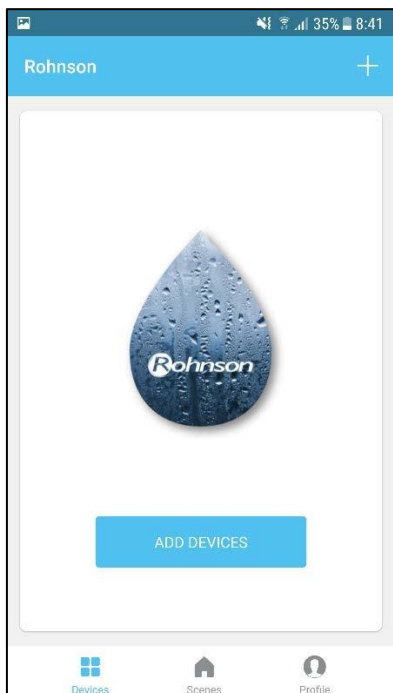 35% 8:41
Rohnson
Rohnson
ADD DEVICES
Devices Scenes Profile